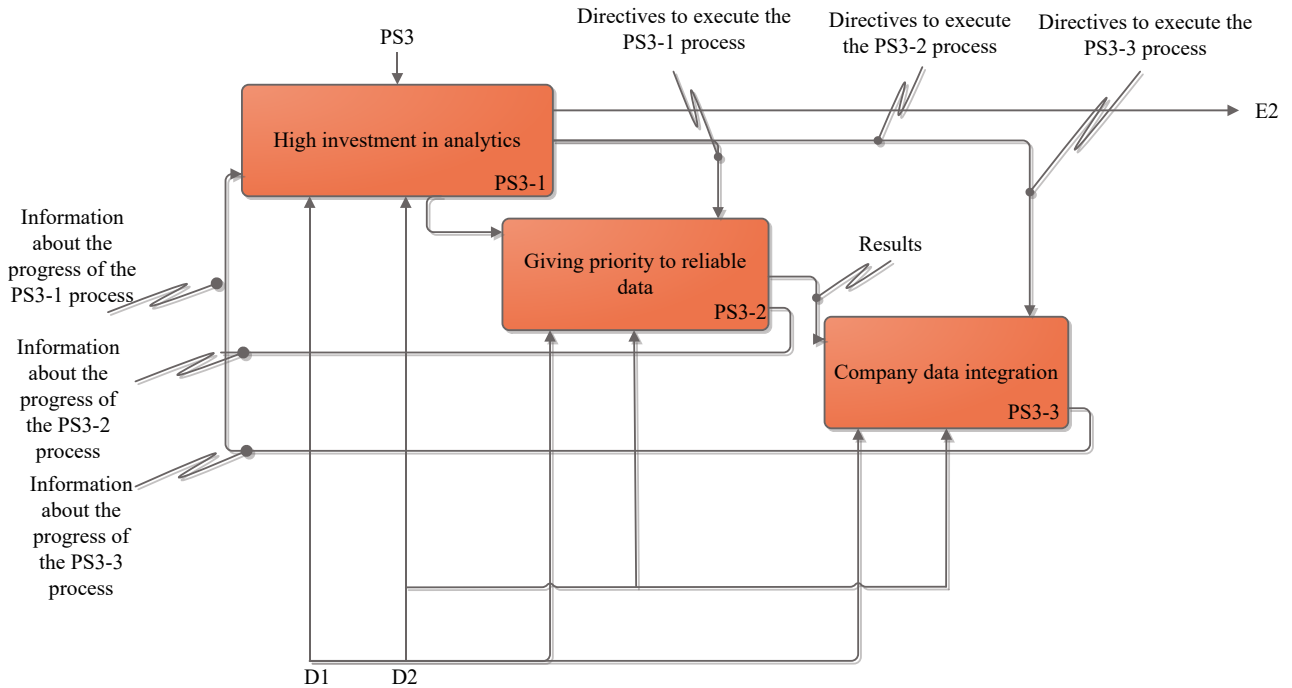 Directives to execute the
PS3-1 process
Directives to execute
the PS3-2 process
Directives to execute the
PS3-3 process
PS3
E2
High investment in analytics
PS3-1
Information
about the
progress of the
PS3-1 process
Giving priority to reliable
data
PS3-2
Results
Information
about the
progress of
the PS3-2
process
Company data integration
PS3-3
Information
about the
progress of
the PS3-3
process
D1
D2